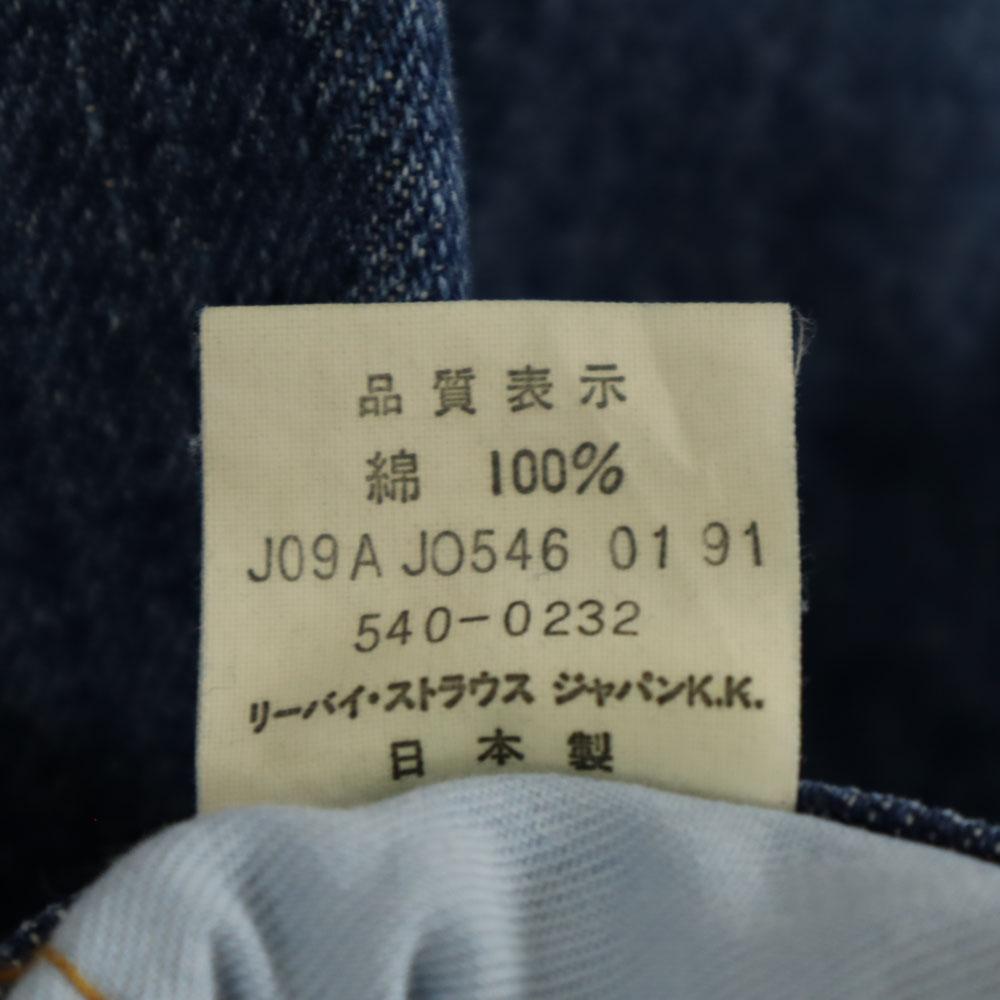 品質表示
綿 100%
J09A J0546 01 91
540-0232
リーバイ・ストラウス ジャパンK.K.
日本製